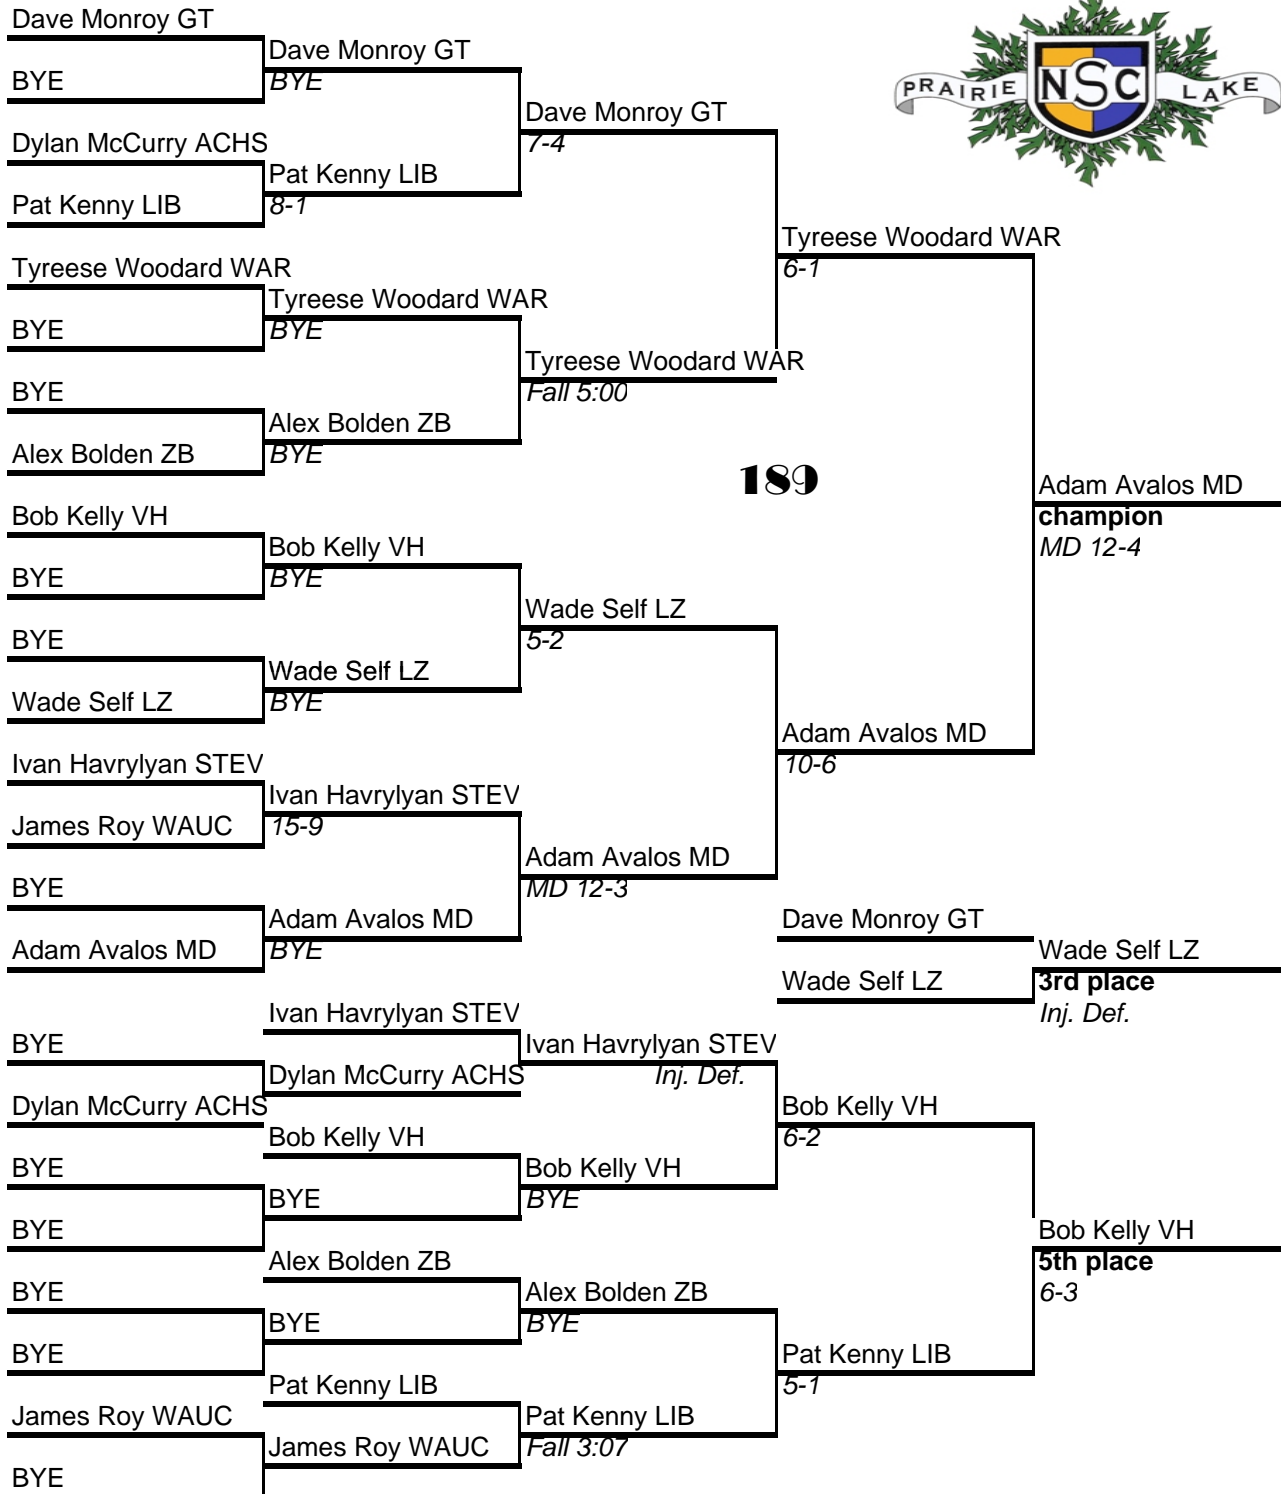 Dave Monroy GT
BYE
Dylan McCurry ACHS
Pat Kenny LIB
Tyreese Woodard WAR
BYE
BYE
Alex Bolden ZB
Bob Kelly VH
BYE
BYE
Wade Self LZ
Ivan Havrylyan STEV
James Roy WAUC
BYE
Adam Avalos MD
Dave Monroy GT
BYE
Pat Kenny LIB
8-1
Tyreese Woodard WAR
BYE
Alex Bolden ZB
BYE
Bob Kelly VH
BYE
Wade Self LZ
BYE
Ivan Havrylyan STEV
15-9
Adam Avalos MD
BYE
Dave Monroy GT
7-4
Tyreese Woodard WAR
Fall 5:00
Wade Self LZ
5-2
Adam Avalos MD
MD 12-3
PRAIRIE NSC LAKE
Tyreese Woodard WAR
6-1
189
Adam Avalos MD
10-6
Adam Avalos MD
champion
MD 12-4
Dave Monroy GT
Wade Self LZ
Wade Self LZ
3rd place
Inj. Def.
BYE
Dylan McCurry ACHS
BYE
BYE
BYE
BYE
James Roy WAUC
BYE
Ivan Havrylyan STEV
Dylan McCurry ACHS
Bob Kelly VH
BYE
Alex Bolden ZB
BYE
Pat Kenny LIB
James Roy WAUC
Ivan Havrylyan STEV
Inj. Def.
Bob Kelly VH
BYE
Alex Bolden ZB
BYE
Pat Kenny LIB
Fall 3:07
Bob Kelly VH
6-2
Pat Kenny LIB
5-1
Bob Kelly VH
5th place
6-3